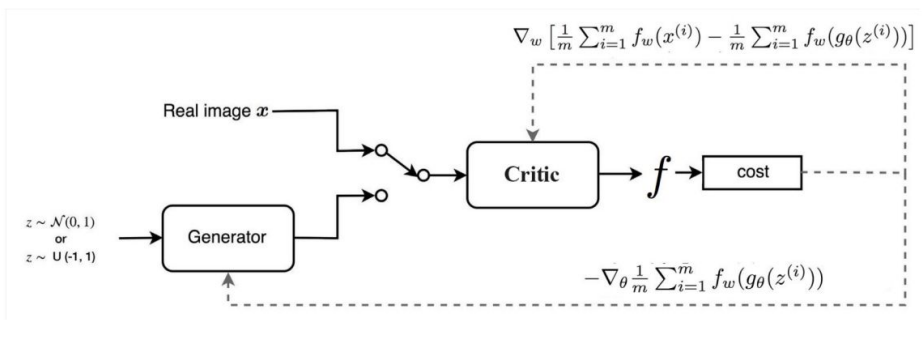 ∇_w [1/m ∑_{i=1}^{m} f_w(x^{(i)}) − 1/m ∑_{i=1}^{m} f_w(g_θ(z^{(i)}))]
Real image x
Critic
f
cost
z ~ 𝒩(0, 1)
or
z ~ U (-1, 1)
Generator
−∇_θ 1/m ∑_{i=1}^{m} f_w(g_θ(z^{(i)}))